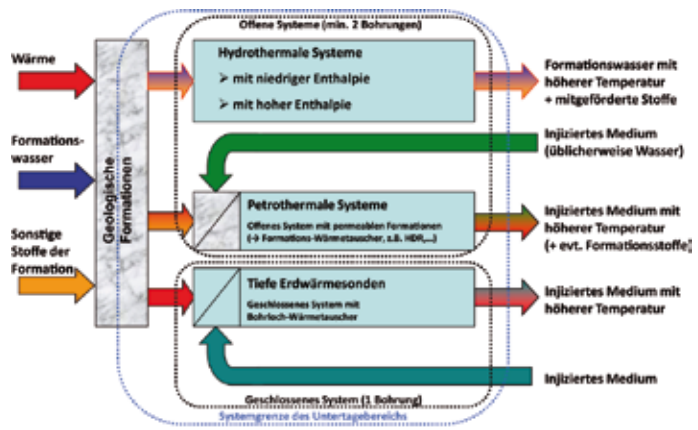 Offene Systeme (min. 2 Bohrungen)
Wärme
Formations-
wasser
Sonstige
Stoffe der
Formation
Geologische
Formationen
Hydrothermale Systeme
➢ mit niedriger Enthalpie
➢ mit hoher Enthalpie
Formationswasser mit
höherer Temperatur
+ mitgeförderte Stoffe
Injiziertes Medium
(üblicherweise Wasser)
Petrothermale Systeme
Offenes System mit permeablen Formationen
(→ Formations-Wärmetauscher, z.B. HDR,...)
Injiziertes Medium mit
höherer Temperatur
(+ evt. Formationsstoffe)
Tiefe Erdwärmesonden
Geschlossenes System mit
Bohrloch-Wärmetauscher
Injiziertes Medium mit
höherer Temperatur
Injiziertes Medium
Geschlossenes System (1 Bohrung)
Systemgrenze des Untertagebereichs